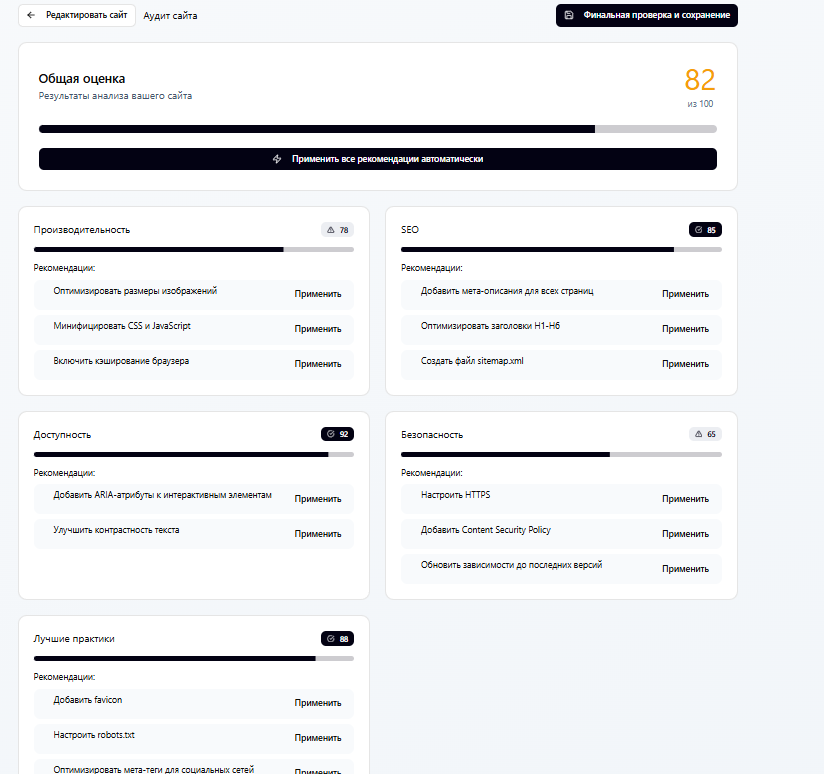 Редактировать сайт
Аудит сайта
Финальная проверка и сохранение
Общая оценка
82
Результаты анализа вашего сайта
из 100
Применить все рекомендации автоматически
Производительность
78
Рекомендации:
Оптимизировать размеры изображений
Применить
Минифицировать CSS и JavaScript
Применить
Включить кэширование браузера
Применить
SEO
85
Рекомендации:
Добавить мета-описания для всех страниц
Применить
Оптимизировать заголовки H1-H6
Применить
Создать файл sitemap.xml
Применить
Доступность
92
Рекомендации:
Добавить ARIA-атрибуты к интерактивным элементам
Применить
Улучшить контрастность текста
Применить
Безопасность
65
Рекомендации:
Настроить HTTPS
Применить
Добавить Content Security Policy
Применить
Обновить зависимости до последних версий
Применить
Лучшие практики
88
Рекомендации:
Добавить favicon
Применить
Настроить robots.txt
Применить
Оптимизировать мета-теги для социальных сетей
Применить